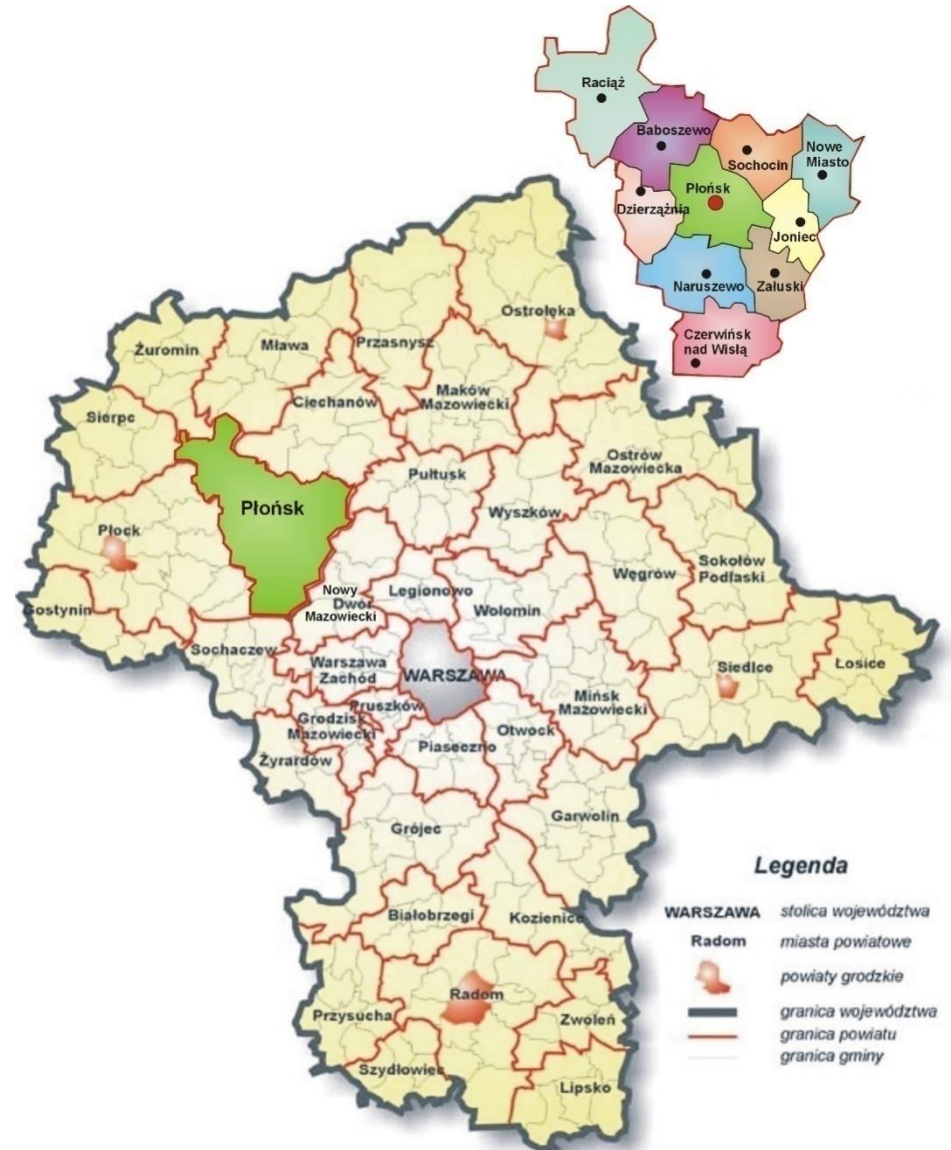 Raciąż
Baboszewo
Sochocin
Nowe
Miasto
Płońsk
Dzierzążnia
Joniec
Naruszewo
Załuski
Czerwińsk
nad Wisłą
Ostrołęka
Żuromin
Mława
Przasnysz
Ciechanów
Maków
Mazowiecki
Sierpc
Ostrów
Mazowiecka
Pułtusk
Płońsk
Wyszków
Płock
Węgrów
Sokołów
Podlaski
Nowy
Dwór
Mazowiecki
Legionowo
Wołomin
Gostynin
Sochaczew
Warszawa
Zachód
WARSZAWA
Siedlce
Łosice
Mińsk
Mazowiecki
Pruszków
Grodzisk
Mazowiecki
Otwock
Piaseczno
Żyrardów
Garwolin
Grójec
Białobrzegi
Kozienice
Radom
Przysucha
Zwoleń
Szydłowiec
Lipsko
Legenda
WARSZAWA stolica województwa
Radom miasta powiatowe
powiaty grodzkie
granica województwa
granica powiatu
granica gminy